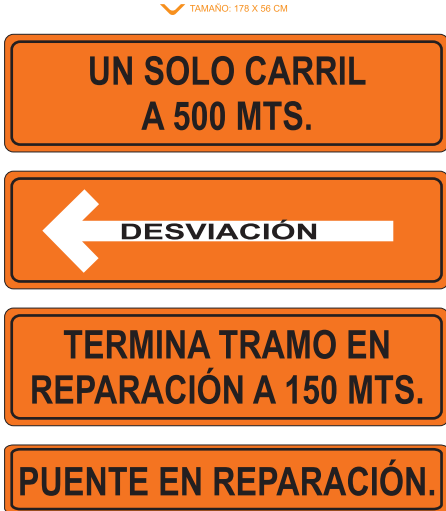 TAMAÑO: 178 X 56 CM
UN SOLO CARRIL
A 500 MTS.
DESVIACIÓN
TERMINA TRAMO EN
REPARACIÓN A 150 MTS.
PUENTE EN REPARACIÓN.